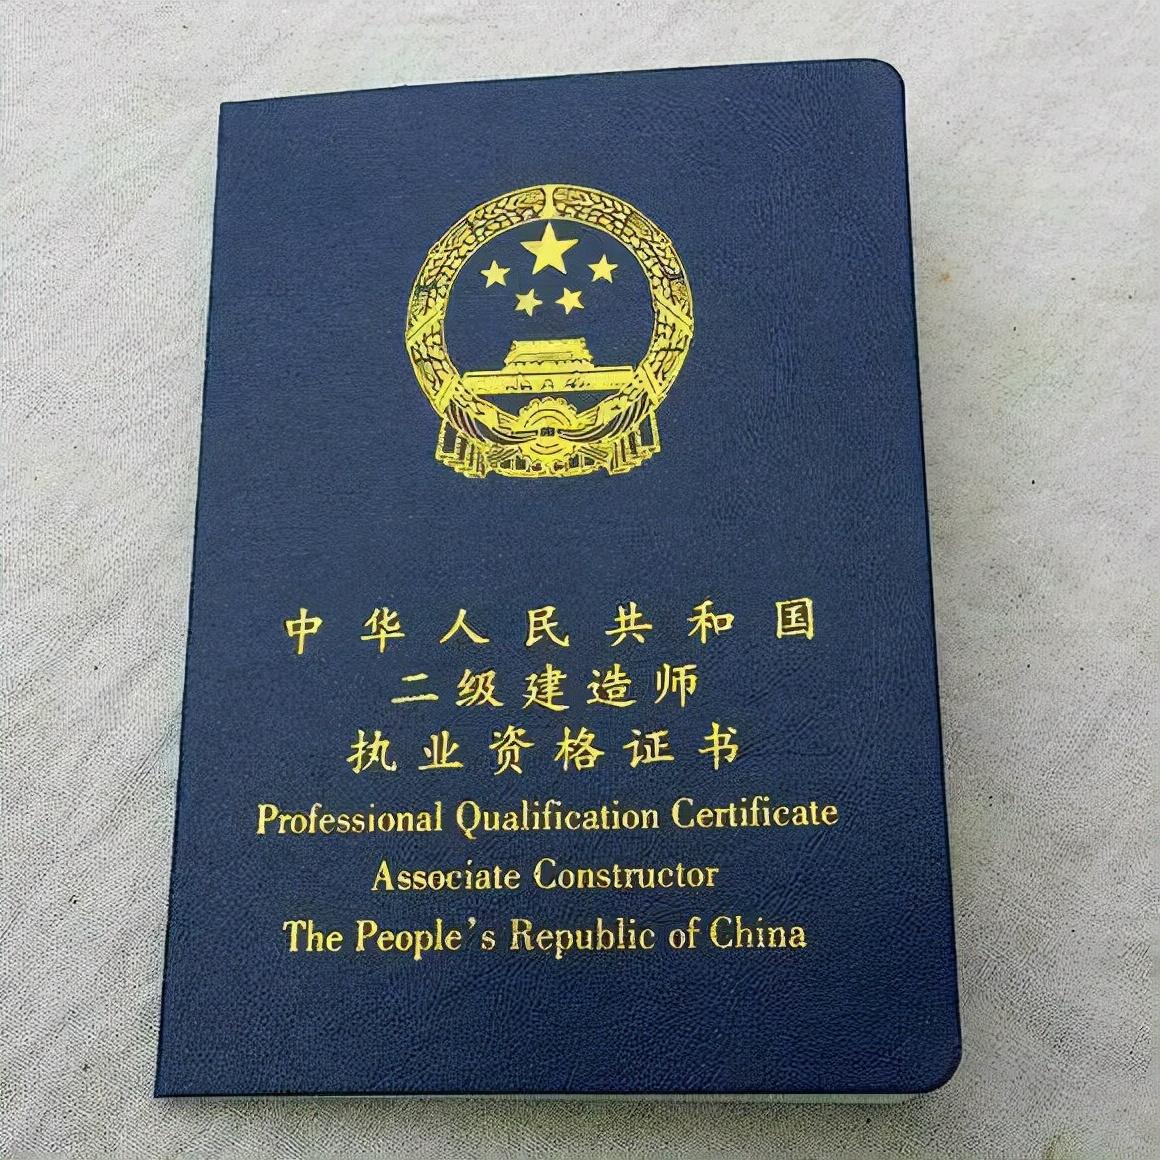 中华人民共和国
二级建造师
执业资格证书
Professional Qualification Certificate
Associate Constructor
The People's Republic of China